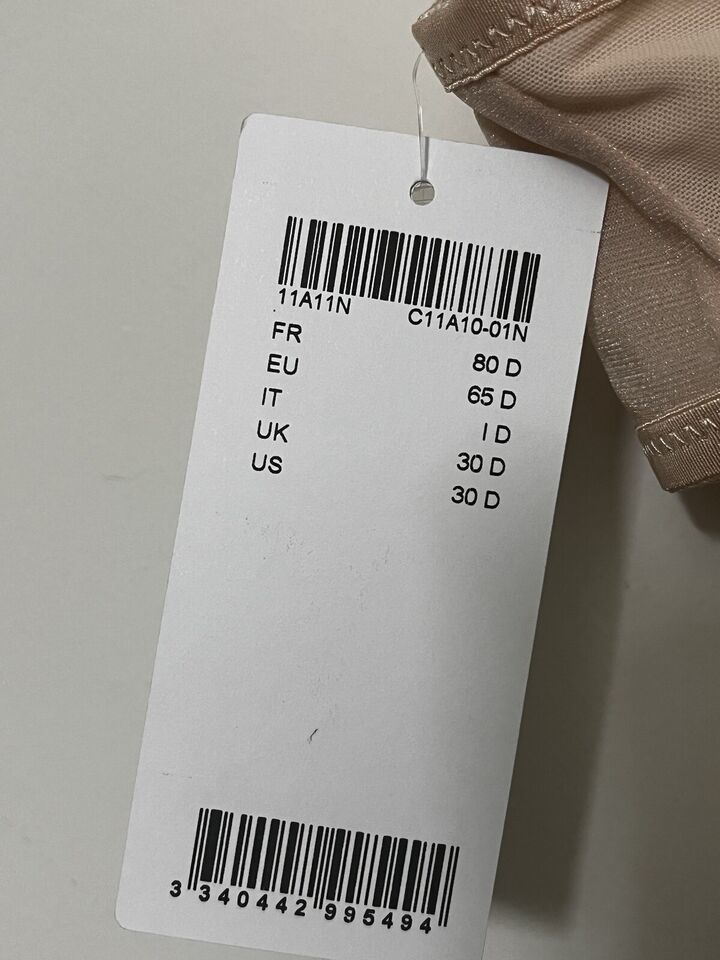 11A11N C11A10-01N
FR 80 D
EU 65 D
IT I D
UK 30 D
US 30 D
3 340442 995494